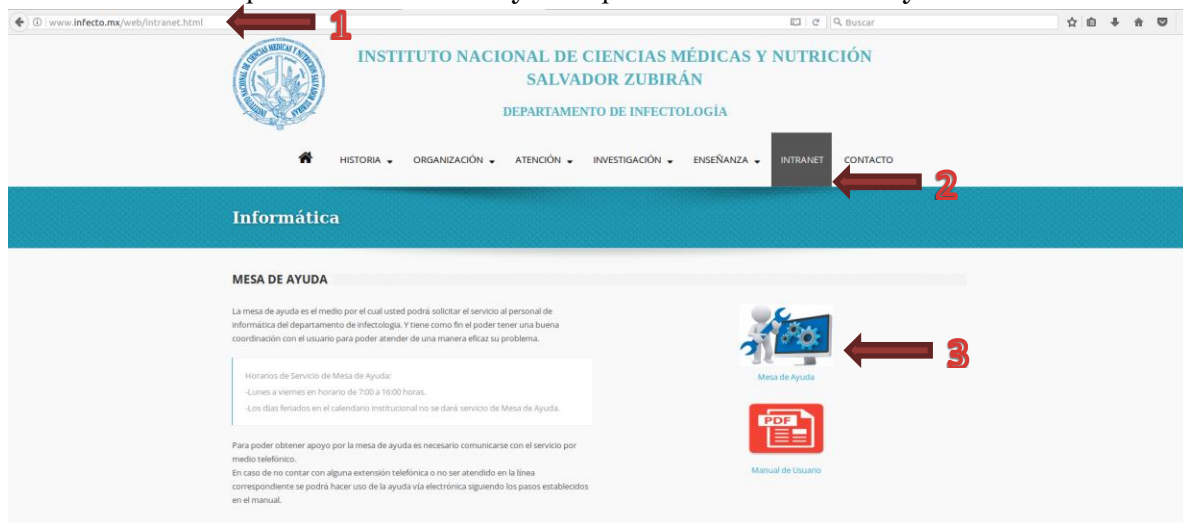 www.infecto.mx/web/intranet.html
Buscar
1
INSTITUTO NACIONAL DE CIENCIAS MÉDICAS Y NUTRICIÓN
SALVADOR ZUBIRÁN
DEPARTAMENTO DE INFECTOLOGÍA
HISTORIA ORGANIZACIÓN ATENCIÓN INVESTIGACIÓN ENSEÑANZA INTRANET CONTACTO
2
Informática
MESA DE AYUDA
La mesa de ayuda es el medio por el cual usted podrá solicitar el servicio al personal de
informática del departamento de infectologia. Y tiene como fin el poder tener una buena
coordinación con el usuario para poder atender de una manera eficaz su problema.
Horarios de Servicio de Mesa de Ayuda:
-Lunes a viernes en horario de 7:00 a 16:00 horas.
-Los días feriados en el calendario institucional no se dará servicio de Mesa de Ayuda.
Para poder obtener apoyo por la mesa de ayuda es necesario comunicarse con el servicio por
medio telefónico.
En caso de no contar con alguna extensión telefónica o no ser atendido en la línea
correspondiente se podrá hacer uso de la ayuda vía electrónica siguiendo los pasos establecidos
en el manual.
3
Mesa de Ayuda
PDF
Manual de Usuario